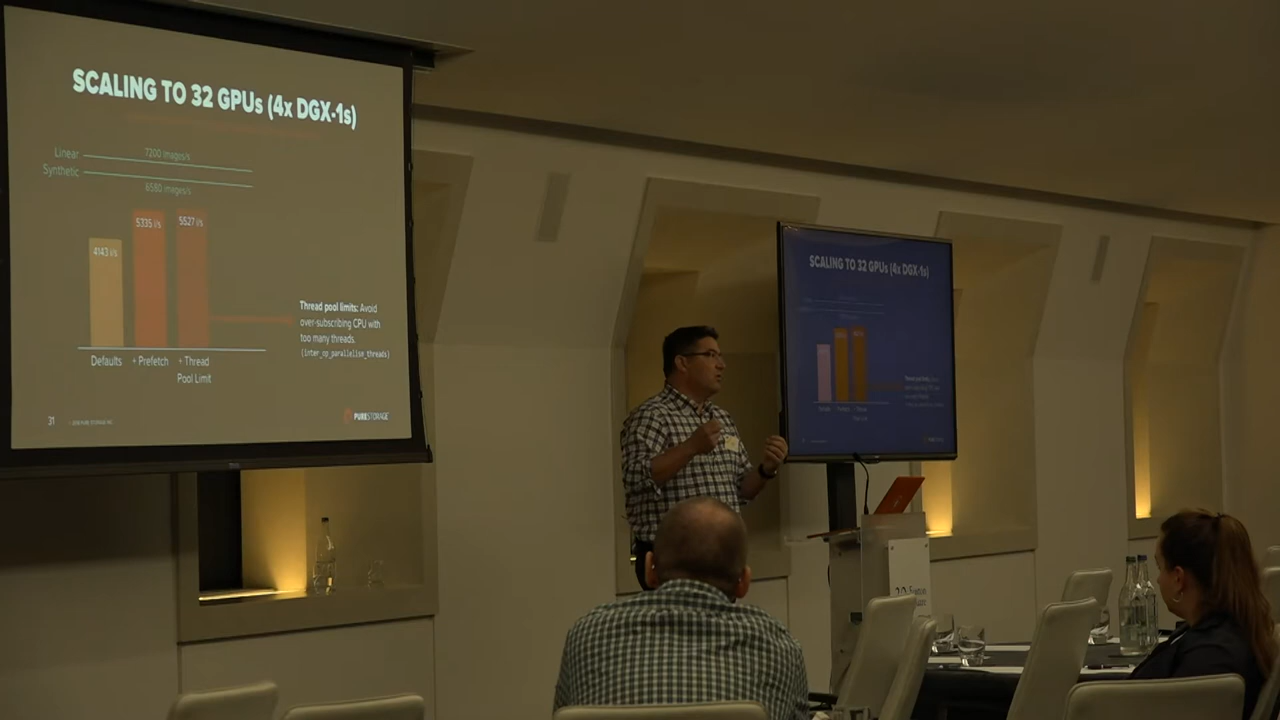 SCALING TO 32 GPUs (4x DGX-1s)
Linear
7200 images/s
Synthetic
6580 images/s
4143 i/s
5335 i/s
5527 i/s
Defaults
+ Prefetch
+ Thread
Pool Limit
Thread pool limits: Avoid
over-subscribing CPU with
too many threads.
(inter_op_parallelise_threads)
31
PURESTORAGE
SCALING TO 32 GPUs (4x DGX-1s)